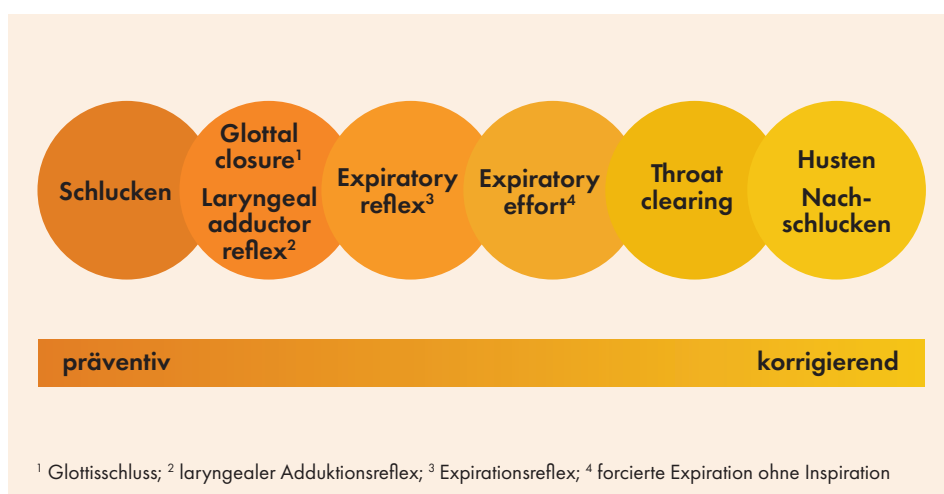 Schlucken
Glottal
closure¹
Laryngeal
adductor
reflex²
Expiratory
reflex³
Expiratory
effort⁴
Throat
clearing
Husten
Nach-
schlucken
präventiv
korrigierend
¹ Glottisschluss; ² laryngealer Adduktionsreflex; ³ Expirationsreflex; ⁴ forcierte Expiration ohne Inspiration